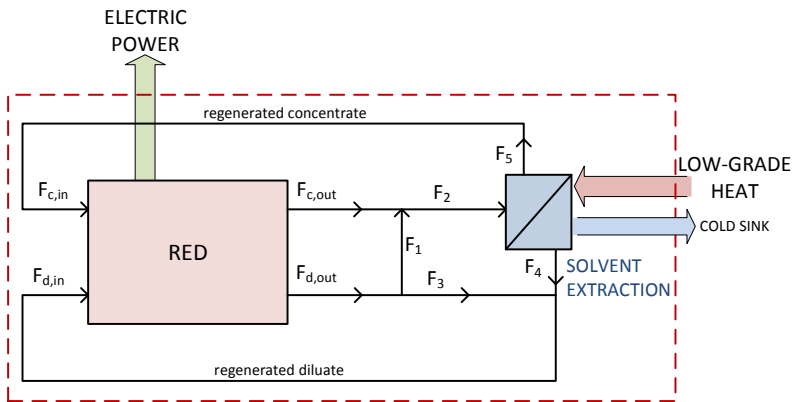 ELECTRIC
POWER
regenerated concentrate
F5
LOW-GRADE
HEAT
Fc,in
Fc,out
F2
COLD SINK
RED
F1
Fd,in
Fd,out
F3
F4
SOLVENT
EXTRACTION
regenerated diluate